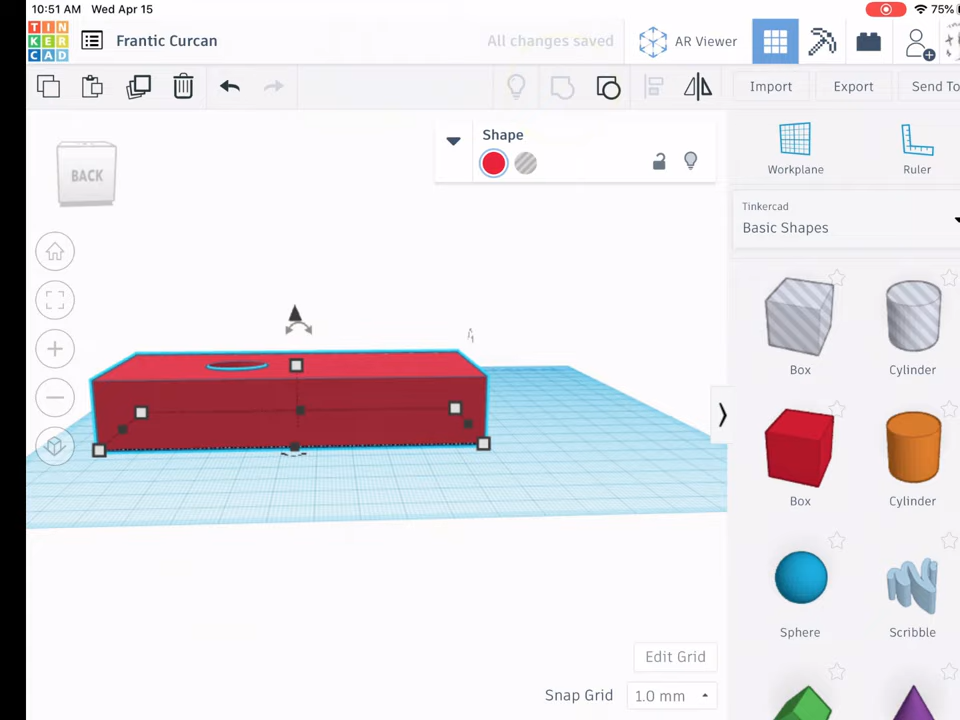 10:51 AM Wed Apr 15
75%
TIN
KER
CAD
Frantic Curcan
All changes saved
AR Viewer
Import
Export
Send To
BACK
Shape
Workplane
Ruler
Tinkercad
Basic Shapes
Box
Cylinder
Box
Cylinder
Sphere
Scribble
Edit Grid
Snap Grid
1.0 mm